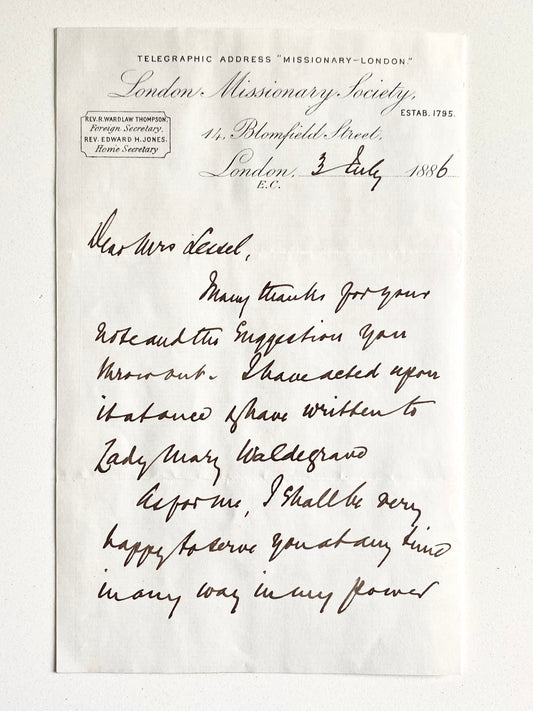 TELEGRAPHIC ADDRESS "MISSIONARY-LONDON."
London Missionary Society,
ESTAB. 1795.
REV. R. WARDLAW THOMPSON,
Foreign Secretary.
REV. EDWARD H. JONES,
Home Secretary
14, Blomfield Street,
London, 3 July 1886
E.C.
Dear Mrs
Many thanks for your
note and the suggestion you
throw out. I have acted upon
it at once & have written to
Lady Mary Waldegrave
As for me, I shall be very
happy to serve you at any time
in any way in my power